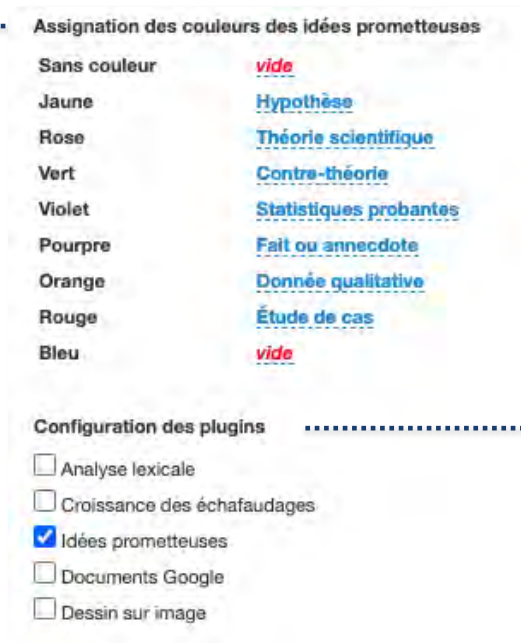 Assignation des couleurs des idées prometteuses
Sans couleur vide
Jaune Hypothèse
Rose Théorie scientifique
Vert Contre-théorie
Violet Statistiques probantes
Pourpre Fait ou annecdote
Orange Donnée qualitative
Rouge Étude de cas
Bleu vide
Configuration des plugins
Analyse lexicale
Croissance des échafaudages
Idées prometteuses
Documents Google
Dessin sur image